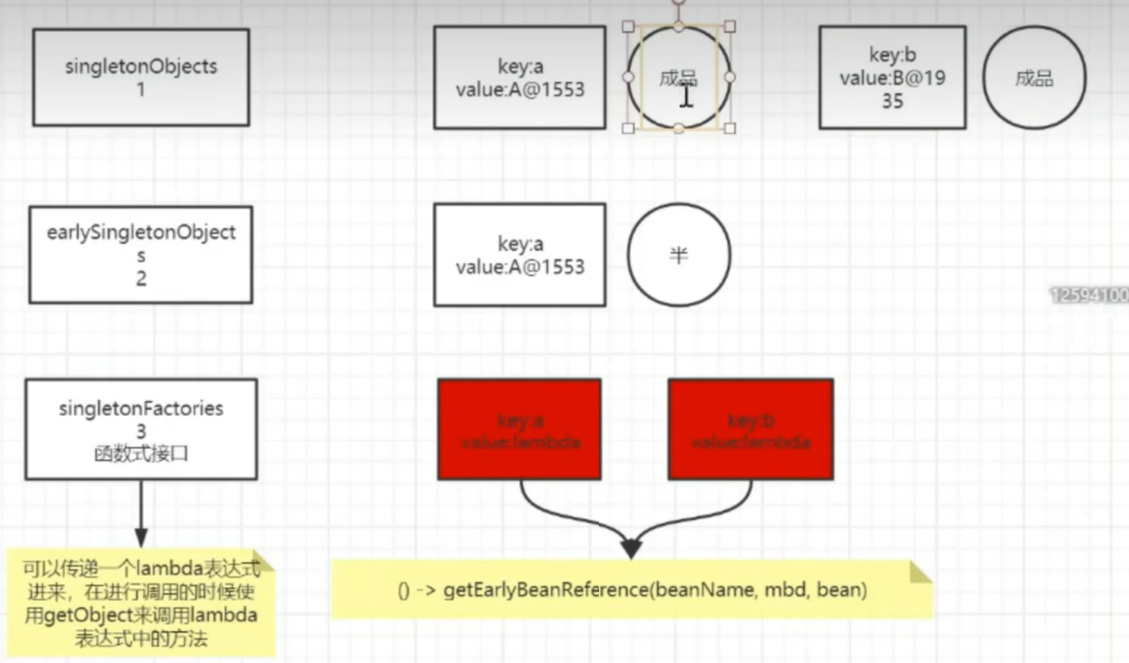 singletonObjects
1
key:a
value:A@1553
成品
key:b
value:B@19
35
成品
earlySingletonObject
s
2
key:a
value:A@1553
半
12594100
singletonFactories
3
函数式接口
key:a
value:lambda
key:b
value:lambda
可以传递一个lambda表达式
进来，在进行调用的时候使
用getObject来调用lambda
表达式中的方法
() -> getEarlyBeanReference(beanName, mbd, bean)